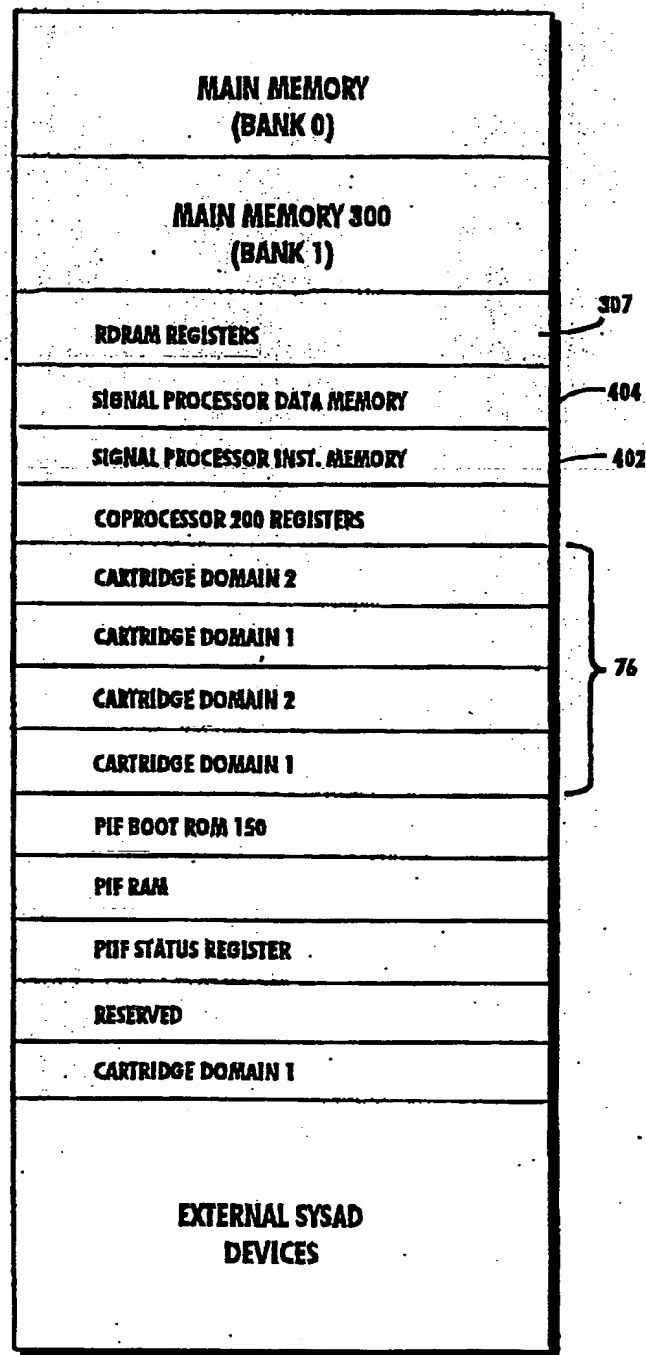 MAIN MEMORY
(BANK 0)
MAIN MEMORY 300
(BANK 1)
RDRAM REGISTERS
307
SIGNAL PROCESSOR DATA MEMORY
404
SIGNAL PROCESSOR INST. MEMORY
402
COPROCESSOR 200 REGISTERS
CARTRIDGE DOMAIN 2
CARTRIDGE DOMAIN 1
76
CARTRIDGE DOMAIN 2
CARTRIDGE DOMAIN 1
PIF BOOT ROM 150
PIF RAM
PIIF STATUS REGISTER
RESERVED
CARTRIDGE DOMAIN 1
EXTERNAL SYSAD
DEVICES